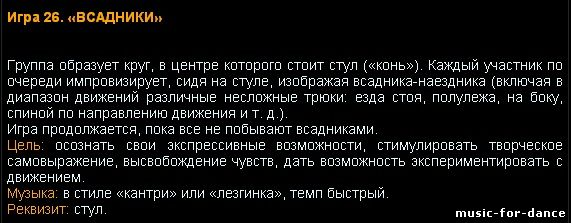 Игра 26. «ВСАДНИКИ»
Группа образует круг, в центре которого стоит стул («конь»). Каждый участник по
очереди импровизирует, сидя на стуле, изображая всадника-наездника (включая в
диапазон движений различные несложные трюки: езда стоя, полулежа, на боку,
спиной по направлению движения и т. д.).
Игра продолжается, пока все не побывают всадниками.
Цель: осознать свои экспрессивные возможности, стимулировать творческое
самовыражение, высвобождение чувств, дать возможность экспериментировать с
движением.
Музыка: в стиле «кантри» или «лезгинка», темп быстрый.
Реквизит: стул.
music-for-dance